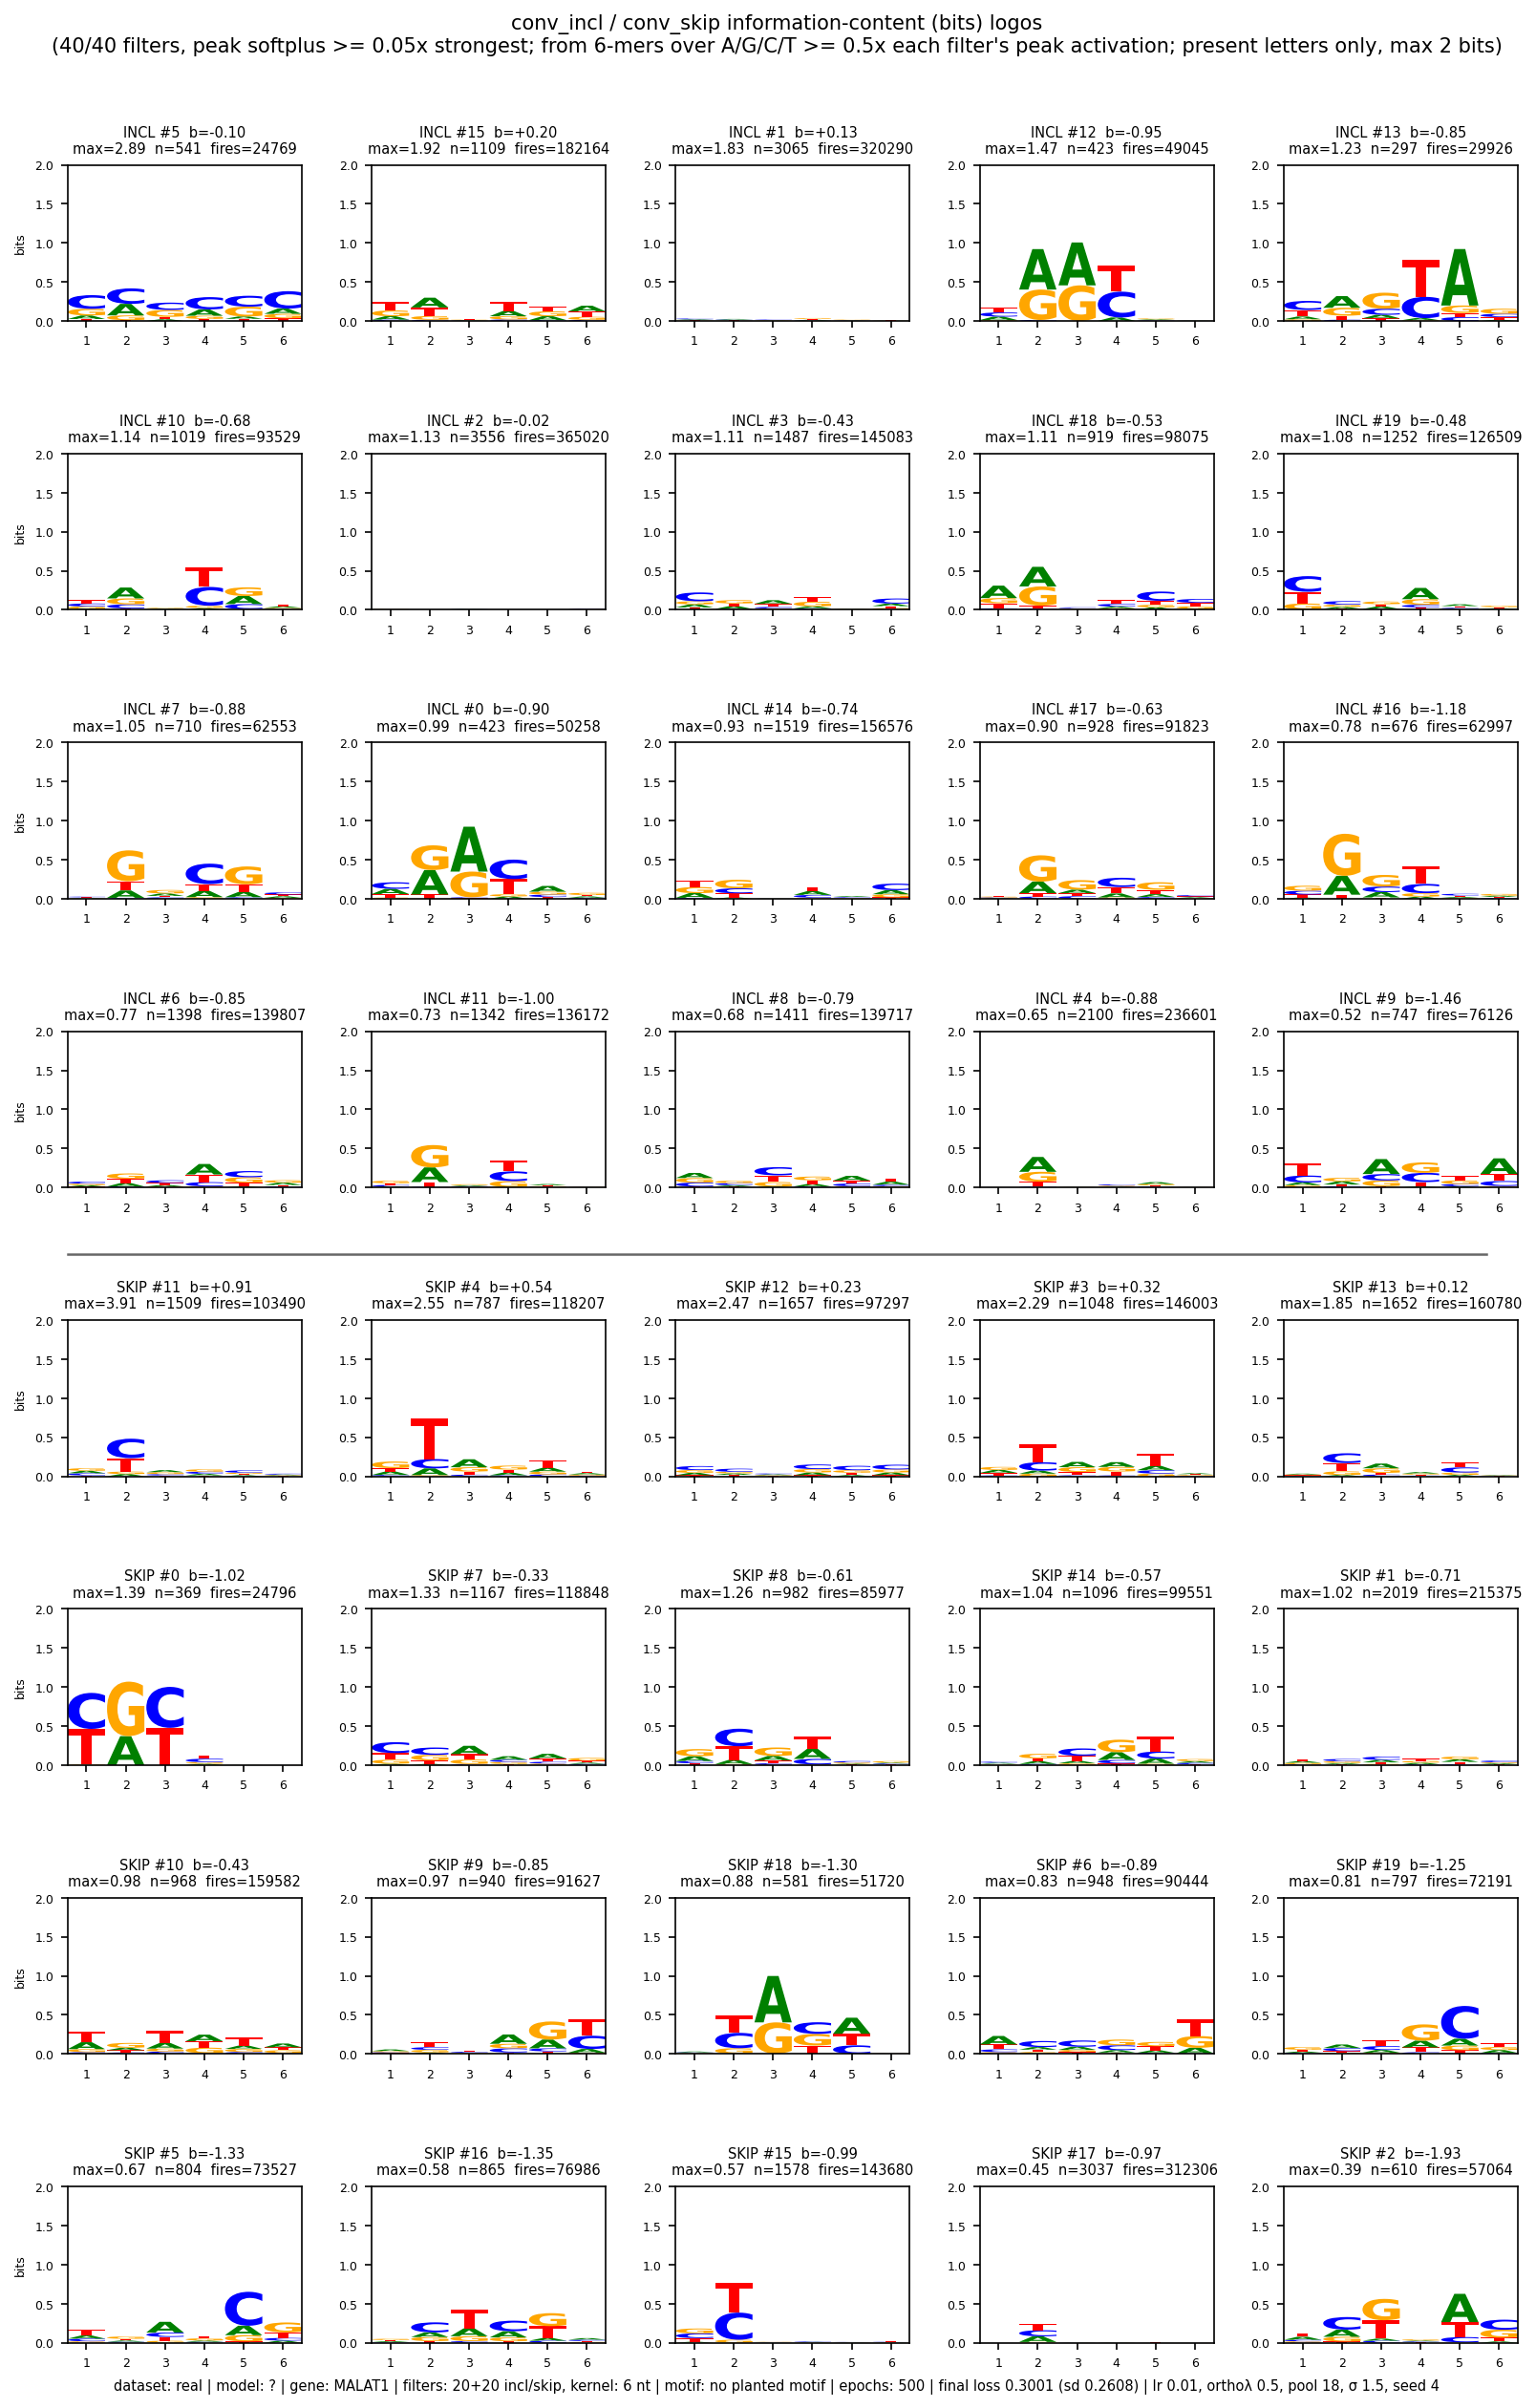 conv_incl / conv_skip information-content (bits) logos
(40/40 filters, peak softplus >= 0.05x strongest; from 6-mers over A/G/C/T >= 0.5x each filter's peak activation; present letters only, max 2 bits)
INCL #5 b=-0.10
max=2.89 n=541 fires=24769
INCL #15 b=+0.20
max=1.92 n=1109 fires=182164
INCL #1 b=+0.13
max=1.83 n=3065 fires=320290
INCL #12 b=-0.95
max=1.47 n=423 fires=49045
INCL #13 b=-0.85
max=1.23 n=297 fires=29926
INCL #10 b=-0.68
max=1.14 n=1019 fires=93529
INCL #2 b=-0.02
max=1.13 n=3556 fires=365020
INCL #3 b=-0.43
max=1.11 n=1487 fires=145083
INCL #18 b=-0.53
max=1.11 n=919 fires=98075
INCL #19 b=-0.48
max=1.08 n=1252 fires=126509
INCL #7 b=-0.88
max=1.05 n=710 fires=62553
INCL #0 b=-0.90
max=0.99 n=423 fires=50258
INCL #14 b=-0.74
max=0.93 n=1519 fires=156576
INCL #17 b=-0.63
max=0.90 n=928 fires=91823
INCL #16 b=-1.18
max=0.78 n=676 fires=62997
INCL #6 b=-0.85
max=0.77 n=1398 fires=139807
INCL #11 b=-1.00
max=0.73 n=1342 fires=136172
INCL #8 b=-0.79
max=0.68 n=1411 fires=139717
INCL #4 b=-0.88
max=0.65 n=2100 fires=236601
INCL #9 b=-1.46
max=0.52 n=747 fires=76126
SKIP #11 b=+0.91
max=3.91 n=1509 fires=103490
SKIP #4 b=+0.54
max=2.55 n=787 fires=118207
SKIP #12 b=+0.23
max=2.47 n=1657 fires=97297
SKIP #3 b=+0.32
max=2.29 n=1048 fires=146003
SKIP #13 b=+0.12
max=1.85 n=1652 fires=160780
SKIP #0 b=-1.02
max=1.39 n=369 fires=24796
SKIP #7 b=-0.33
max=1.33 n=1167 fires=118848
SKIP #8 b=-0.61
max=1.26 n=982 fires=85977
SKIP #14 b=-0.57
max=1.04 n=1096 fires=99551
SKIP #1 b=-0.71
max=1.02 n=2019 fires=215375
SKIP #10 b=-0.43
max=0.98 n=968 fires=159582
SKIP #9 b=-0.85
max=0.97 n=940 fires=91627
SKIP #18 b=-1.30
max=0.88 n=581 fires=51720
SKIP #6 b=-0.89
max=0.83 n=948 fires=90444
SKIP #19 b=-1.25
max=0.81 n=797 fires=72191
SKIP #5 b=-1.33
max=0.67 n=804 fires=73527
SKIP #16 b=-1.35
max=0.58 n=865 fires=76986
SKIP #15 b=-0.99
max=0.57 n=1578 fires=143680
SKIP #17 b=-0.97
max=0.45 n=3037 fires=312306
SKIP #2 b=-1.93
max=0.39 n=610 fires=57064
dataset: real | model: ? | gene: MALAT1 | filters: 20+20 incl/skip, kernel: 6 nt | motif: no planted motif | epochs: 500 | final loss 0.3001 (sd 0.2608) | lr 0.01, orthoλ 0.5, pool 18, σ 1.5, seed 4